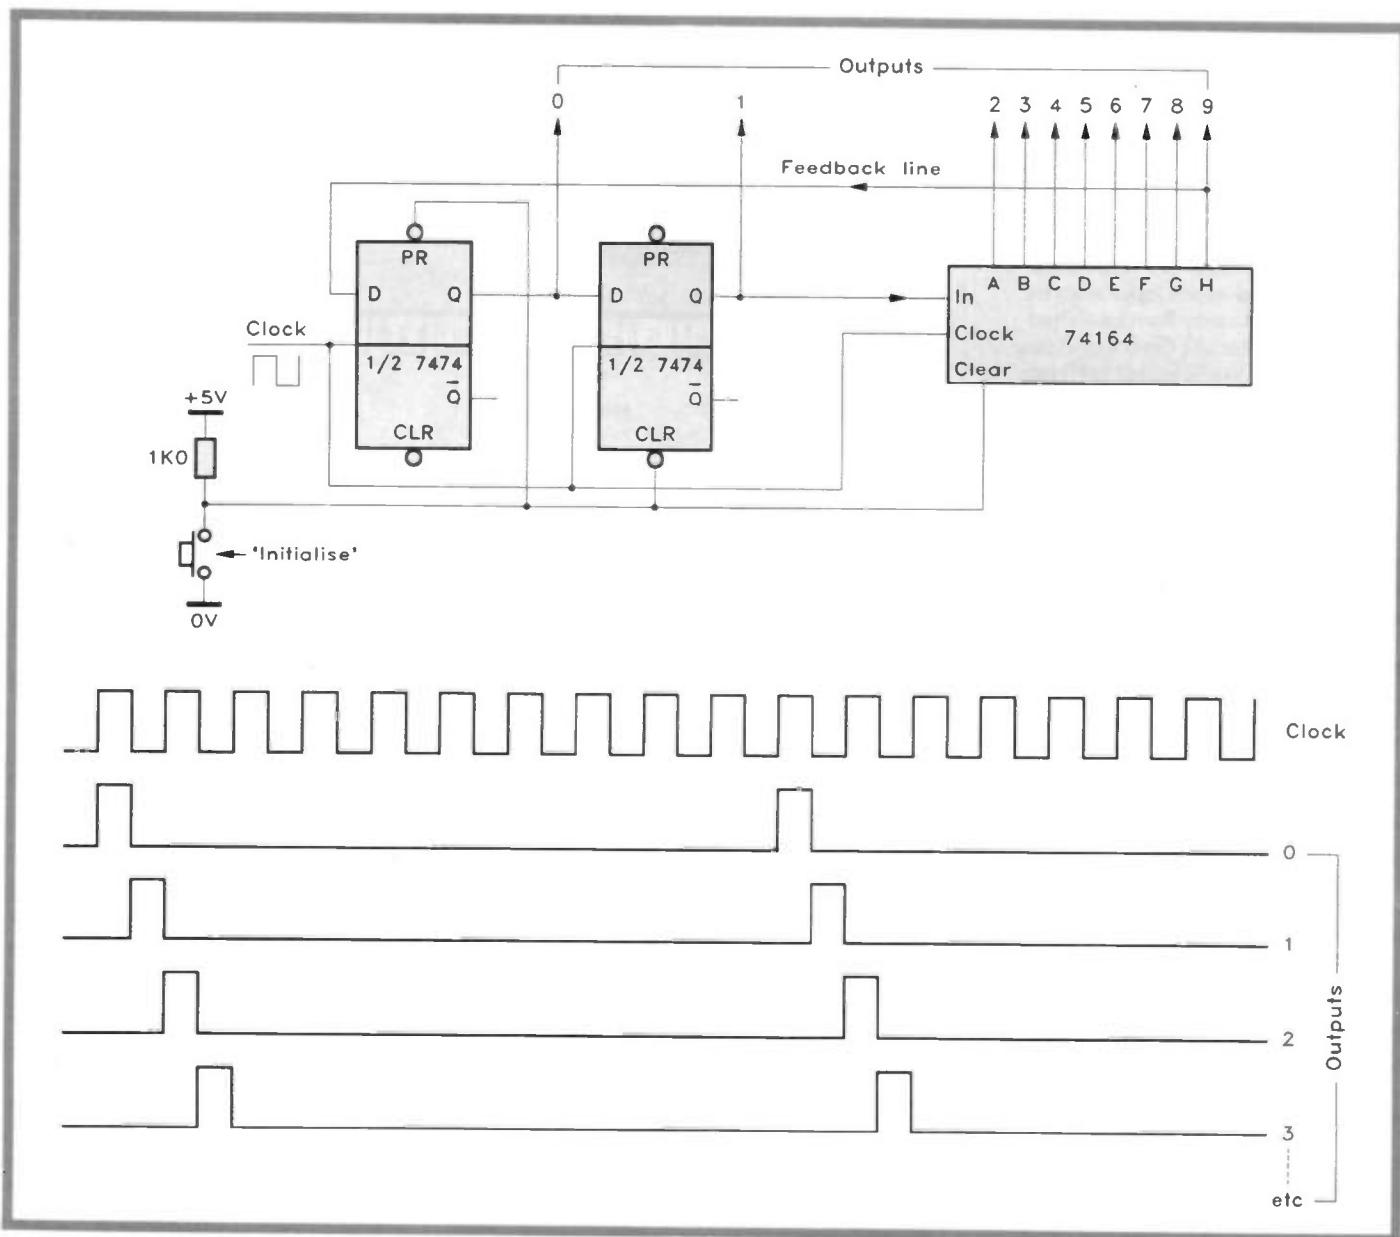 Outputs
0
1
2 3 4 5 6 7 8 9
Feedback line
PR
PR
D Q
D Q
A B C D E F G H
In
Clock
74164
Clear
Clock
1/2 7474
Q̅
CLR
1/2 7474
Q̅
CLR
+5V
1K0
'Initialise'
0V
Clock
0
1
2
3
etc
Outputs